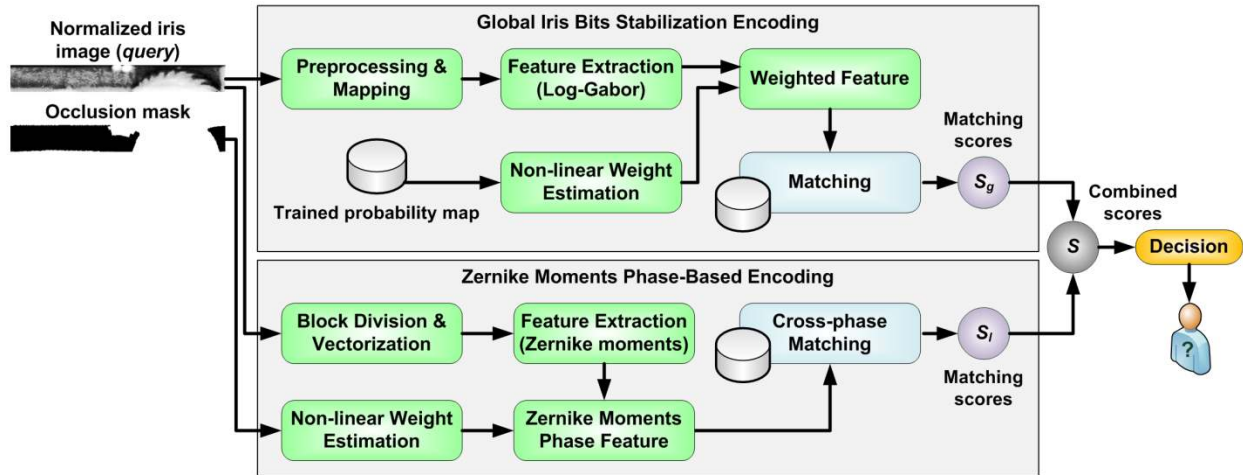 Global Iris Bits Stabilization Encoding
Normalized iris
image (query)
Occlusion mask
Preprocessing &
Mapping
Feature Extraction
(Log-Gabor)
Weighted Feature
Trained probability map
Non-linear Weight
Estimation
Matching
Matching
scores
Sg
Combined
scores
S
Decision
?
Zernike Moments Phase-Based Encoding
Block Division &
Vectorization
Feature Extraction
(Zernike moments)
Cross-phase
Matching
Sl
Matching
scores
Non-linear Weight
Estimation
Zernike Moments
Phase Feature